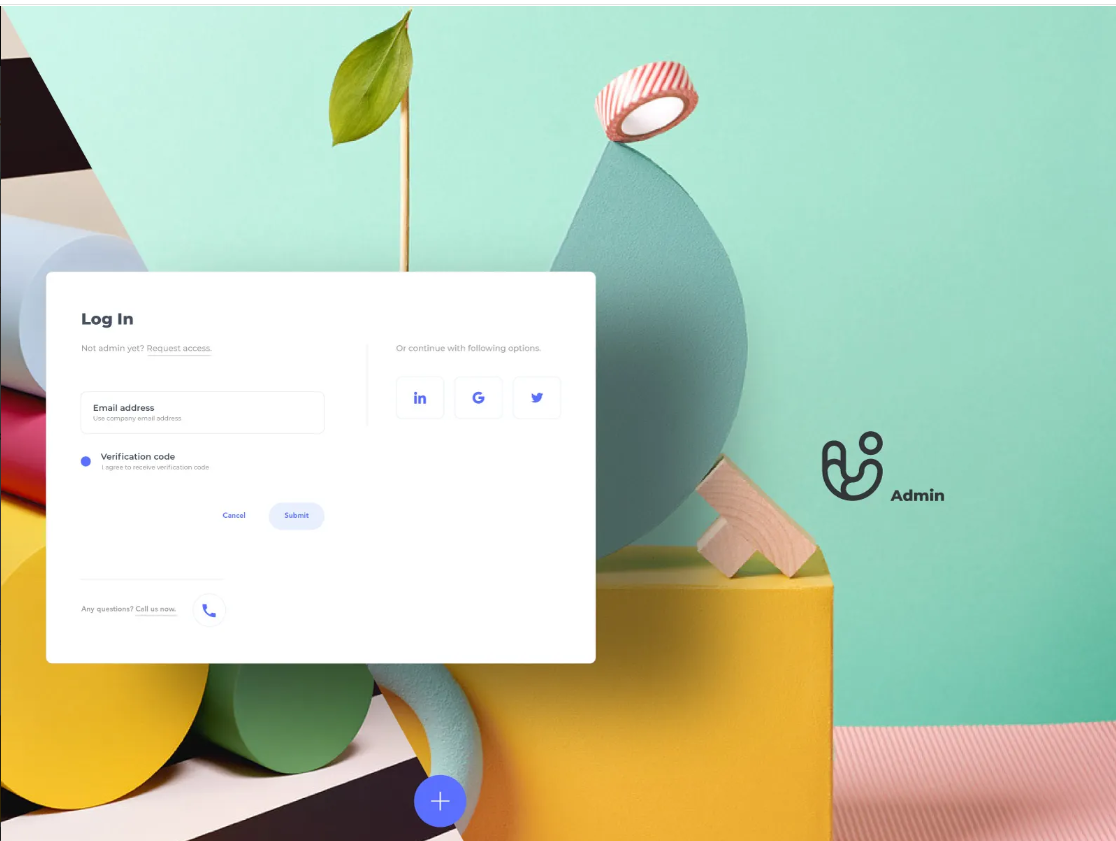 Log In
Not admin yet? Request access.
Or continue with following options.
Email address
Use company email address
Verification code
I agree to receive verification code
Cancel
Submit
Any questions? Call us now.
Admin